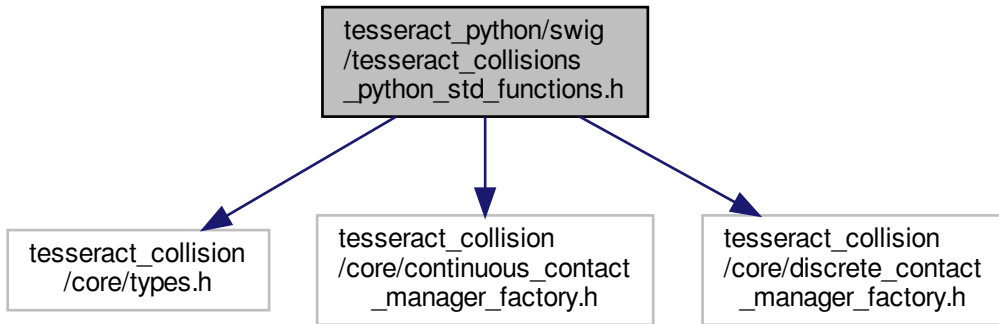 tesseract_python/swig
/tesseract_collisions
_python_std_functions.h
tesseract_collision
/core/types.h
tesseract_collision
/core/continuous_contact
_manager_factory.h
tesseract_collision
/core/discrete_contact
_manager_factory.h